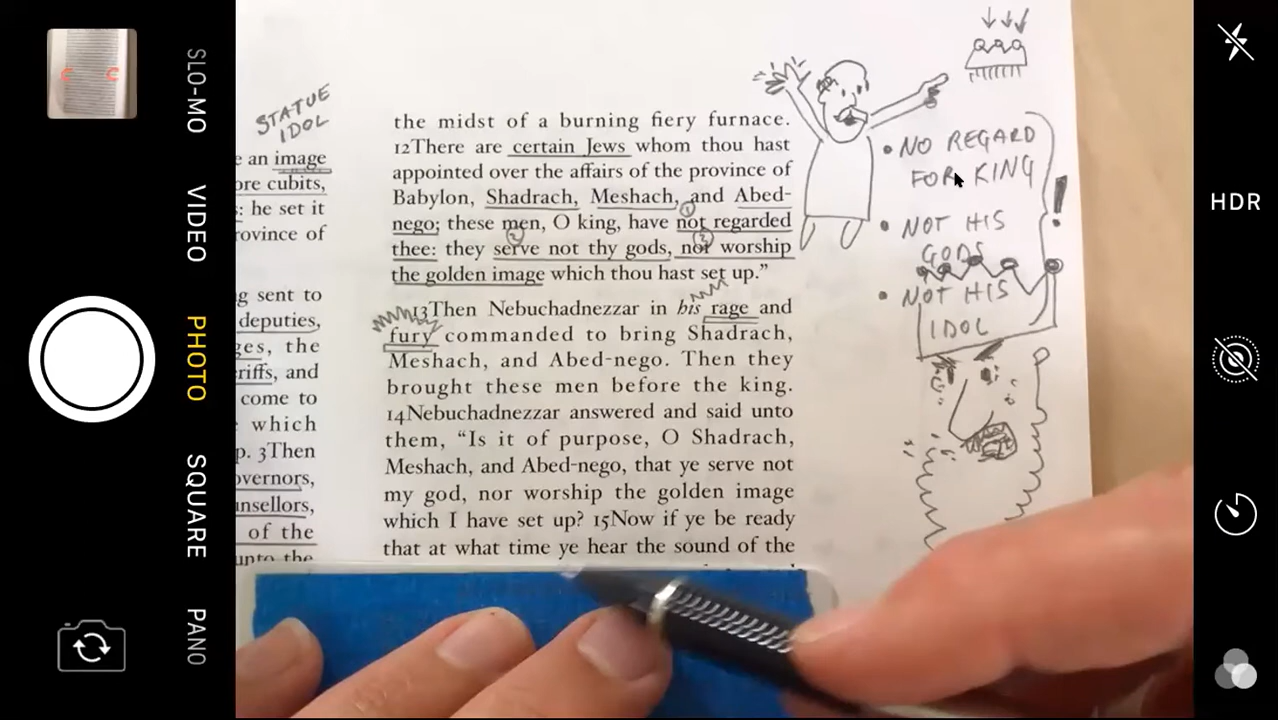 SLO-MO
VIDEO
PHOTO
SQUARE
PANO
HDR
STATUE
IDOL
e an image
ore cubits,
: he set it
rovince of
g sent to
deputies,
ges, the
riffs, and
come to
which
p. 3Then
overnors,
unsellors,
of the
unto the
the midst of a burning fiery furnace.
12There are certain Jews whom thou hast
appointed over the affairs of the province of
Babylon, Shadrach, Meshach, and Abed-
nego; these men, O king, have not regarded
thee: they serve not thy gods, nor worship
the golden image which thou hast set up.”
13Then Nebuchadnezzar in his rage and
fury commanded to bring Shadrach,
Meshach, and Abed-nego. Then they
brought these men before the king.
14Nebuchadnezzar answered and said unto
them, “Is it of purpose, O Shadrach,
Meshach, and Abed-nego, that ye serve not
my god, nor worship the golden image
which I have set up? 15Now if ye be ready
that at what time ye hear the sound of the
1
2
3
• NO REGARD
FOR KING
• NOT HIS
GODS
• NOT HIS
IDOL
!